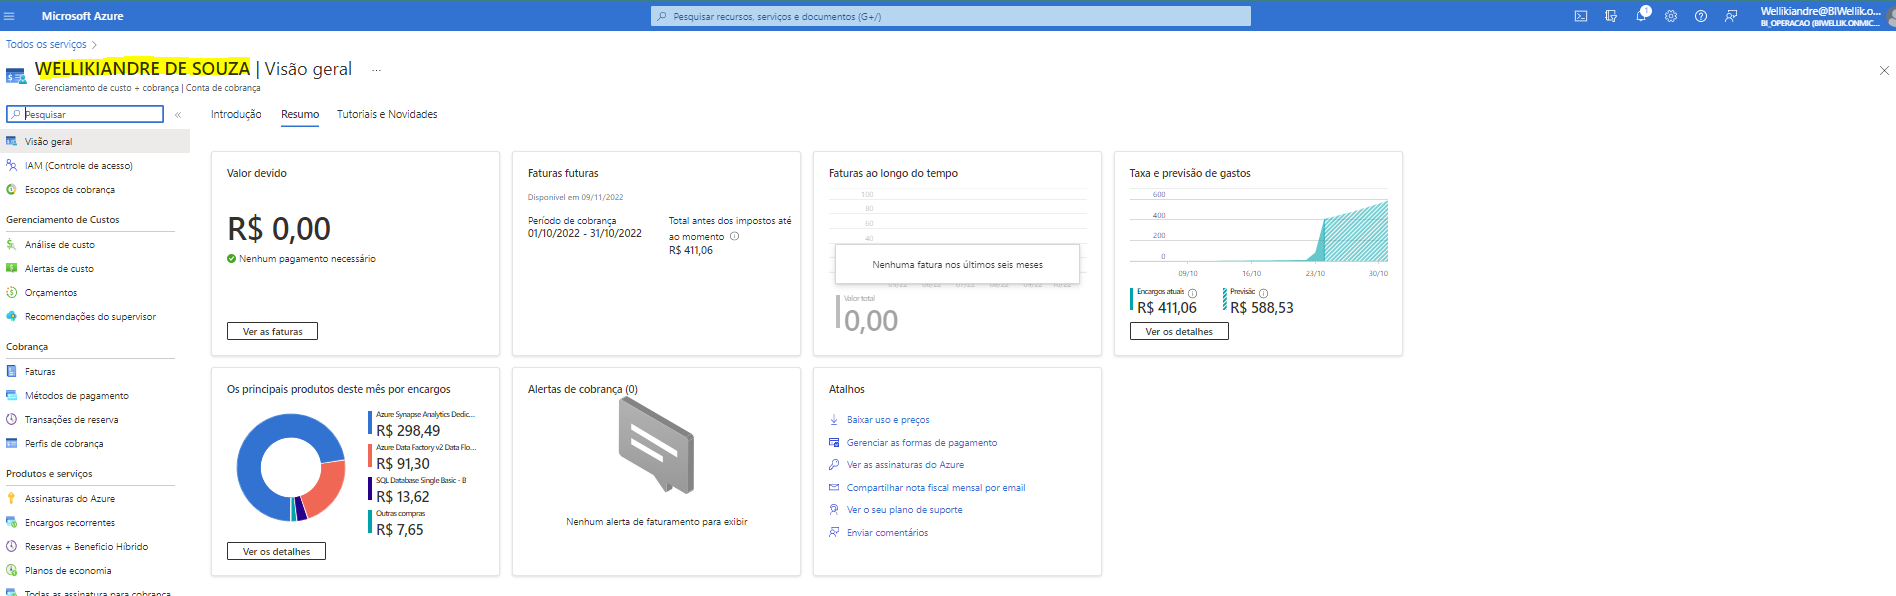 Microsoft Azure
Pesquisar recursos, serviços e documentos (G+/)
1
Wellikiandre@BIWellik.o...
BI_OPERACAO (BIWELLIK.ONMIC...
Todos os serviços
WELLIKIANDRE DE SOUZA | Visão geral ...
Gerenciamento de custo + cobrança | Conta de cobrança
Pesquisar
«
Visão geral
IAM (Controle de acesso)
Escopos de cobrança
Gerenciamento de Custos
Análise de custo
Alertas de custo
Orçamentos
Recomendações do supervisor
Cobrança
Faturas
Métodos de pagamento
Transações de reserva
Perfis de cobrança
Produtos e serviços
Assinaturas do Azure
Encargos recorrentes
Reservas + Benefício Híbrido
Planos de economia
Todas as assinatura para cobrança
Introdução
Resumo
Tutoriais e Novidades
Valor devido
R$ 0,00
Nenhum pagamento necessário
Ver as faturas
Faturas futuras
Disponível em 09/11/2022
Período de cobrança
01/10/2022 - 31/10/2022
Total antes dos impostos até
ao momento
R$ 411,06
Faturas ao longo do tempo
100
80
60
40
Nenhuma fatura nos últimos seis meses
Valor total
0,00
Taxa e previsão de gastos
600
400
200
0
09/10
16/10
23/10
30/10
Encargos atuais
R$ 411,06
Previsão
R$ 588,53
Ver os detalhes
Os principais produtos deste mês por encargos
Azure Synapse Analytics Dedic...
R$ 298,49
Azure Data Factory v2 Data Flo...
R$ 91,30
SQL Database Single Basic - B
R$ 13,62
Outras compras
R$ 7,65
Ver os detalhes
Alertas de cobrança (0)
Nenhum alerta de faturamento para exibir
Atalhos
Baixar uso e preços
Gerenciar as formas de pagamento
Ver as assinaturas do Azure
Compartilhar nota fiscal mensal por email
Ver o seu plano de suporte
Enviar comentários